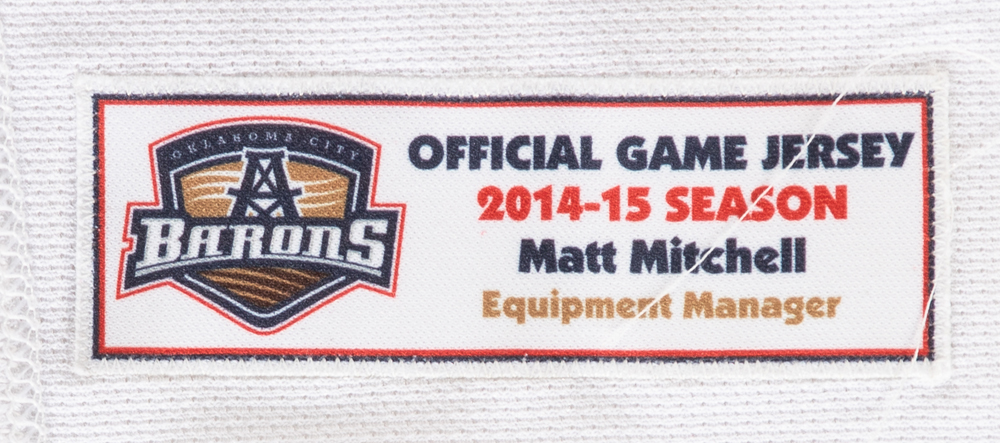 OKLAHOMA CITY
BARONS
OFFICIAL GAME JERSEY
2014-15 SEASON
Matt Mitchell
Equipment Manager